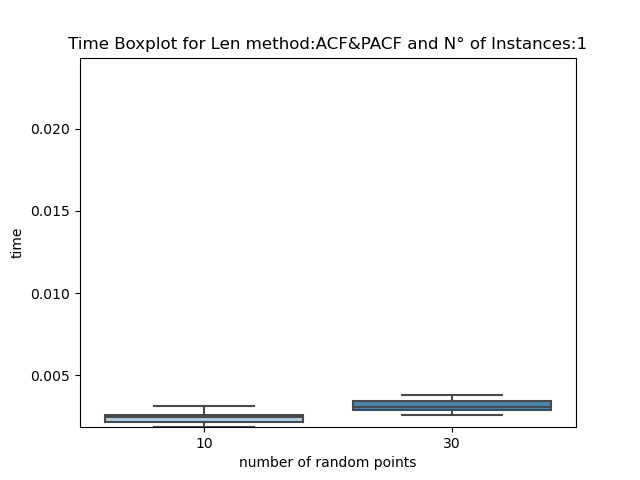 Time Boxplot for Len method:ACF&PACF and N° of Instances:1
0.020
0.015
0.010
0.005
time
10
30
number of random points